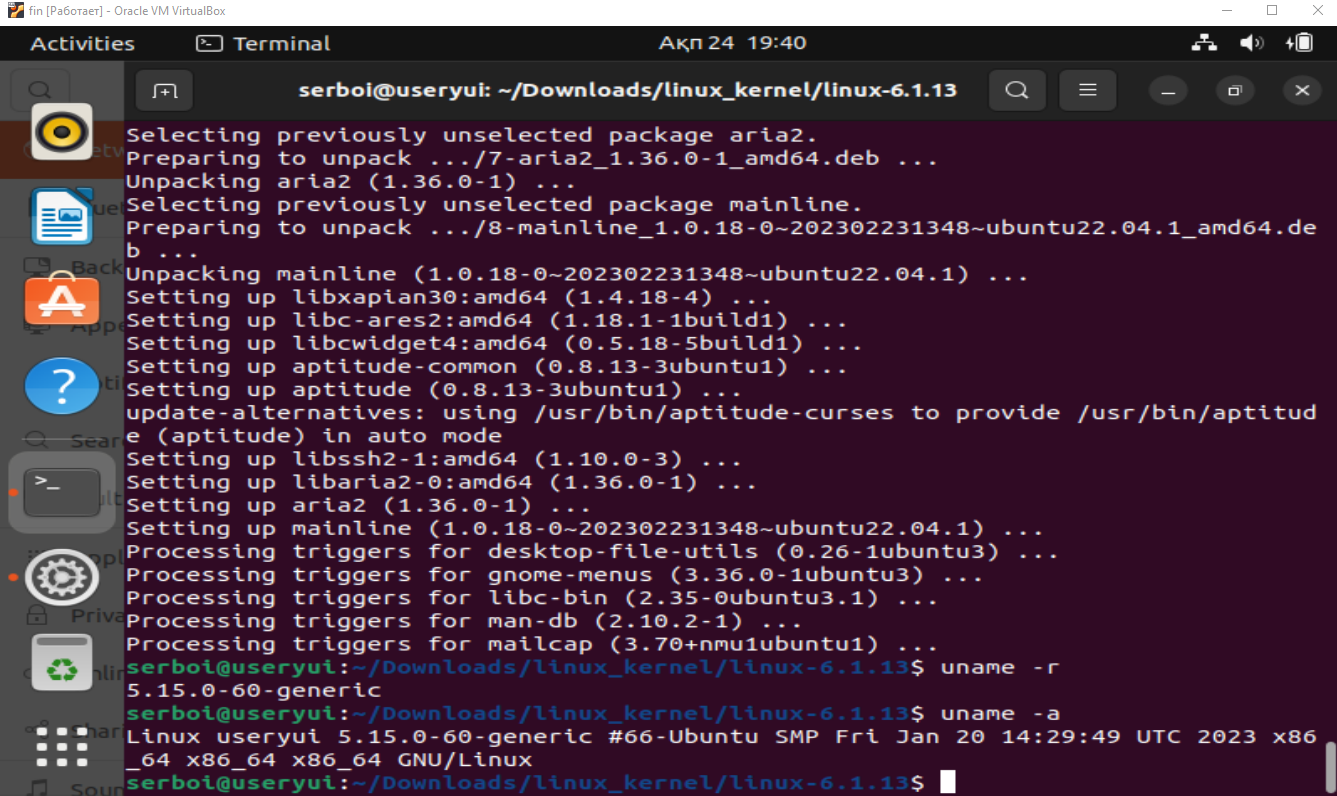 fin [Работает] - Oracle VM VirtualBox
Activities
Terminal
Ақп 24 19:40
serboi@useryui: ~/Downloads/linux_kernel/linux-6.1.13
Selecting previously unselected package aria2.
Preparing to unpack .../7-aria2_1.36.0-1_amd64.deb ...
Unpacking aria2 (1.36.0-1) ...
Selecting previously unselected package mainline.
Preparing to unpack .../8-mainline_1.0.18-0~202302231348~ubuntu22.04.1_amd64.de
b ...
Unpacking mainline (1.0.18-0~202302231348~ubuntu22.04.1) ...
Setting up libxapian30:amd64 (1.4.18-4) ...
Setting up libc-ares2:amd64 (1.18.1-1build1) ...
Setting up libcwidget4:amd64 (0.5.18-5build1) ...
Setting up aptitude-common (0.8.13-3ubuntu1) ...
Setting up aptitude (0.8.13-3ubuntu1) ...
update-alternatives: using /usr/bin/aptitude-curses to provide /usr/bin/aptitud
e (aptitude) in auto mode
Setting up libssh2-1:amd64 (1.10.0-3) ...
Setting up libaria2-0:amd64 (1.36.0-1) ...
Setting up aria2 (1.36.0-1) ...
Setting up mainline (1.0.18-0~202302231348~ubuntu22.04.1) ...
Processing triggers for desktop-file-utils (0.26-1ubuntu3) ...
Processing triggers for gnome-menus (3.36.0-1ubuntu3) ...
Processing triggers for libc-bin (2.35-0ubuntu3.1) ...
Processing triggers for man-db (2.10.2-1) ...
Processing triggers for mailcap (3.70+nmu1ubuntu1) ...
serboi@useryui:~/Downloads/linux_kernel/linux-6.1.13$ uname -r
5.15.0-60-generic
serboi@useryui:~/Downloads/linux_kernel/linux-6.1.13$ uname -a
Linux useryui 5.15.0-60-generic #66-Ubuntu SMP Fri Jan 20 14:29:49 UTC 2023 x86
_64 x86_64 x86_64 GNU/Linux
serboi@useryui:~/Downloads/linux_kernel/linux-6.1.13$